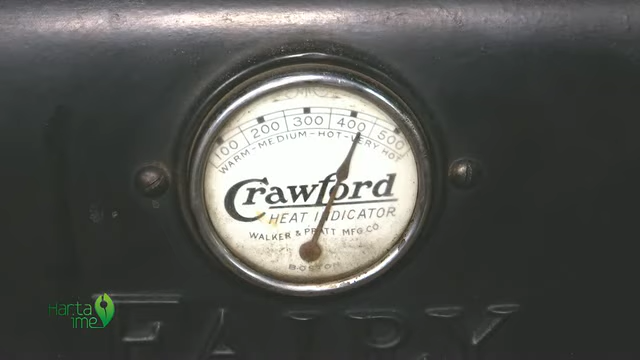 100 200 300 400 500
WARM-MEDIUM-HOT-VERY HOT
Crawford
HEAT INDICATOR
WALKER & PRATT MFG CO
BOSTON
Harta
ime
FAIRY